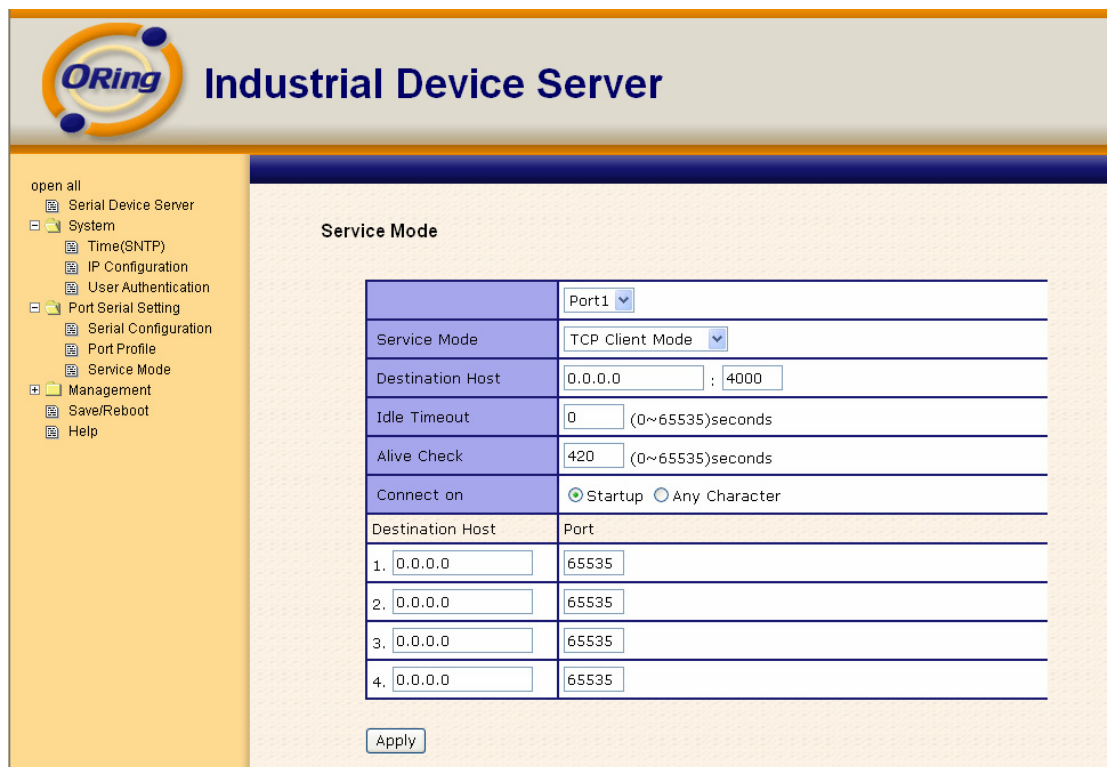 ORing
Industrial Device Server
open all
Serial Device Server
System
Time(SNTP)
IP Configuration
User Authentication
Port Serial Setting
Serial Configuration
Port Profile
Service Mode
Management
Save/Reboot
Help
Service Mode
Port1
Service Mode TCP Client Mode
Destination Host 0.0.0.0 : 4000
Idle Timeout 0 (0~65535)seconds
Alive Check 420 (0~65535)seconds
Connect on Startup Any Character
Destination Host Port
1. 0.0.0.0 65535
2. 0.0.0.0 65535
3. 0.0.0.0 65535
4. 0.0.0.0 65535
Apply